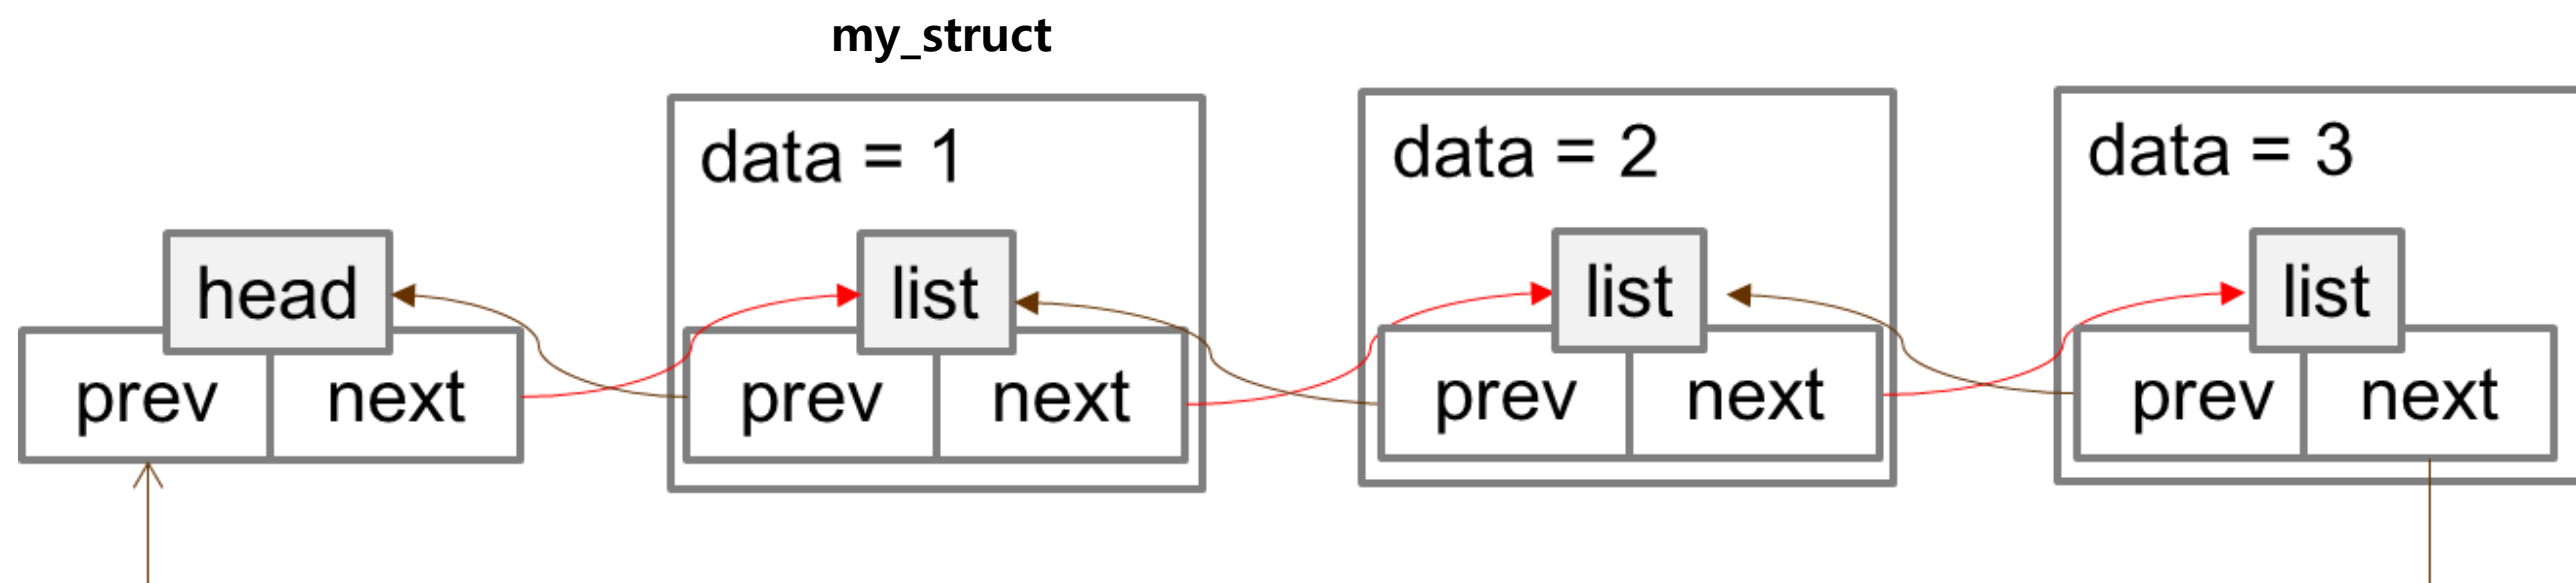 my_struct
data = 1
data = 2
data = 3
head
list
list
list
prev next
prev next
prev next
prev next